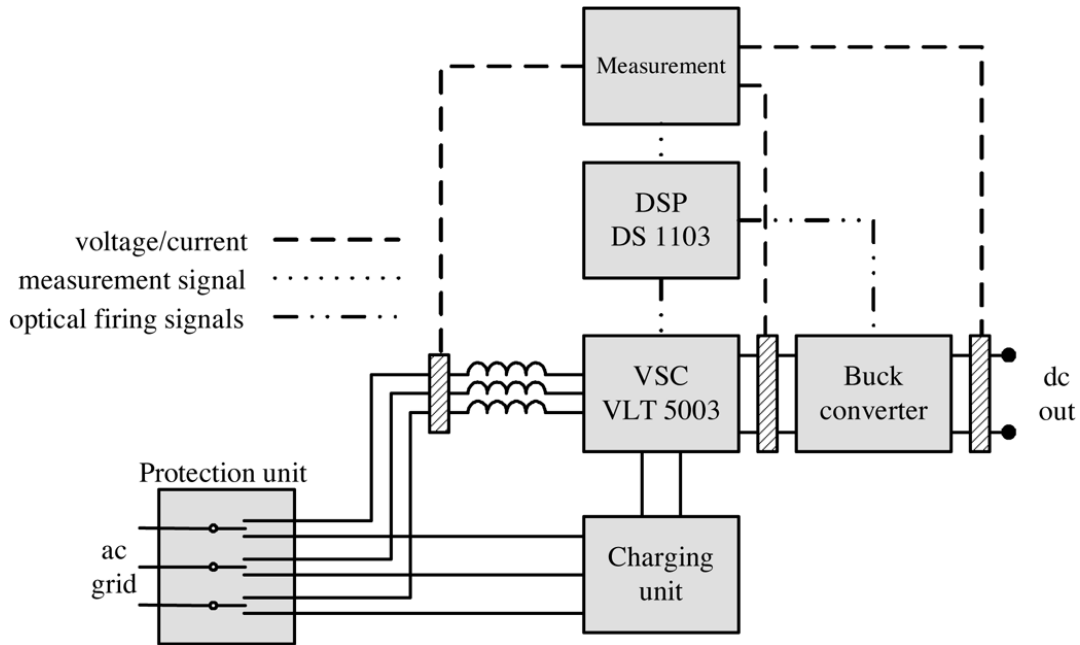 Measurement
DSP
DS 1103
voltage/current
measurement signal
optical firing signals
VSC
VLT 5003
Buck
converter
dc
out
Protection unit
ac
grid
Charging
unit